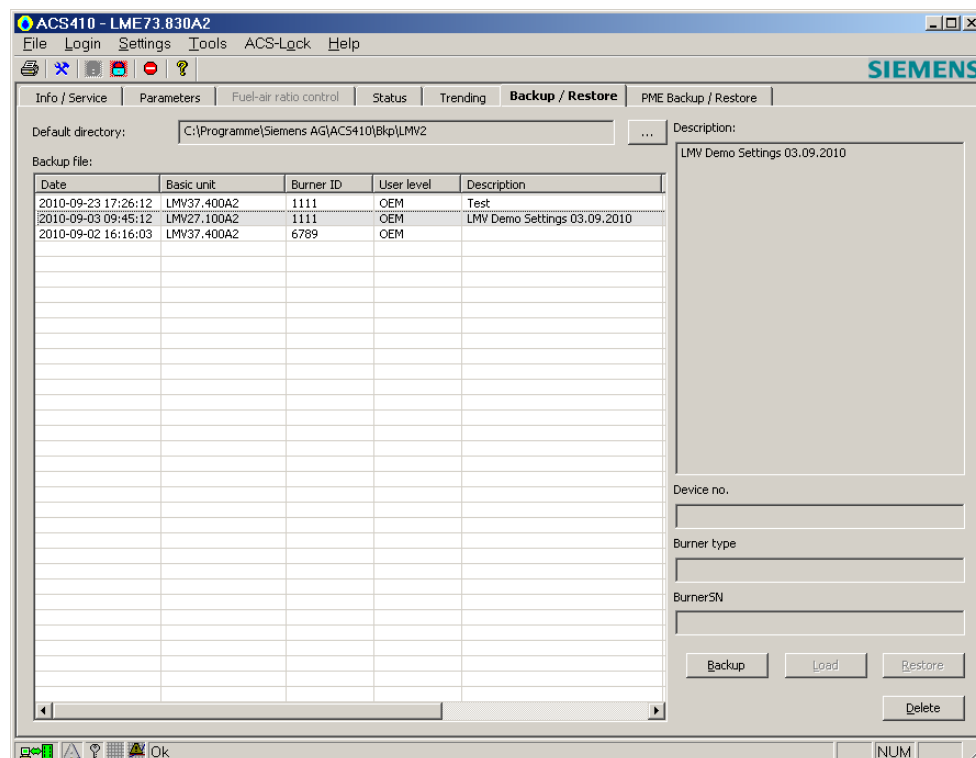 ACS410 - LME73.830A2
File Login Settings Tools ACS-Lock Help
SIEMENS
Info / Service Parameters Fuel-air ratio control Status Trending Backup / Restore PME Backup / Restore
Default directory: C:\Programme\Siemens AG\ACS410\Bkp\LMV2 ... Description:
LMV Demo Settings 03.09.2010
Backup file:
Date Basic unit Burner ID User level Description
2010-09-23 17:26:12 LMV37.400A2 1111 OEM Test
2010-09-03 09:45:12 LMV27.100A2 1111 OEM LMV Demo Settings 03.09.2010
2010-09-02 16:16:03 LMV37.400A2 6789 OEM
Device no.
Burner type
BurnerSN
Backup Load Restore
Delete
Ok NUM